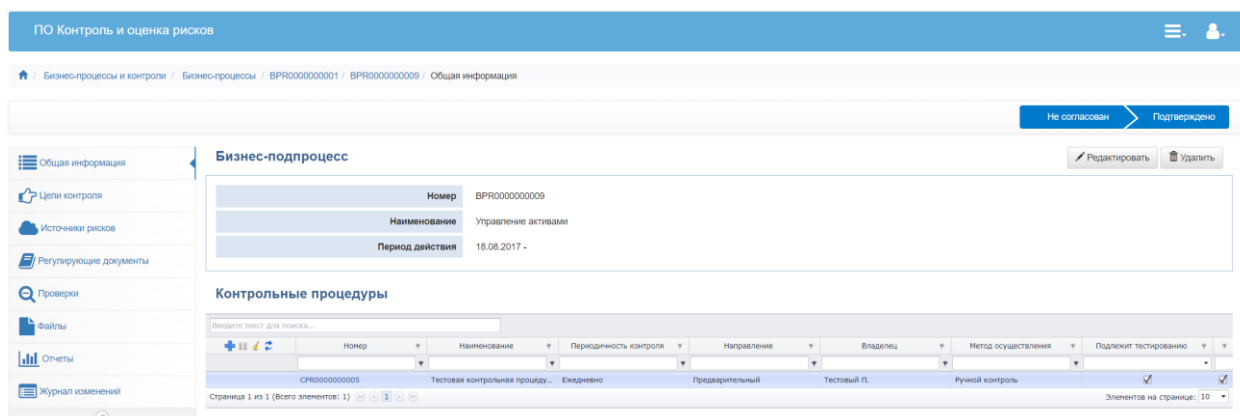 ПО Контроль и оценка рисков
/ Бизнес-процессы и контроли / Бизнес-процессы / BPR0000000001 / BPR0000000009 / Общая информация
Не согласован Подтверждено
Общая информация
Цели контроля
Источники рисков
Регулирующие документы
Проверки
Файлы
Отчеты
Журнал изменений
Бизнес-подпроцесс
Редактировать Удалить
Номер BPR0000000009
Наименование Управление активами
Период действия 18.08.2017 -
Контрольные процедуры
Введите текст для поиска...
Номер Наименование Периодичность контроля Направление Владелец Метод осуществления Подлежит тестированию
CPR0000000005 Тестовая контрольная процеду... Ежедневно Предварительный Тестовый П. Ручной контроль
Страница 1 из 1 (Всего элементов: 1) 1 Элементов на странице: 10